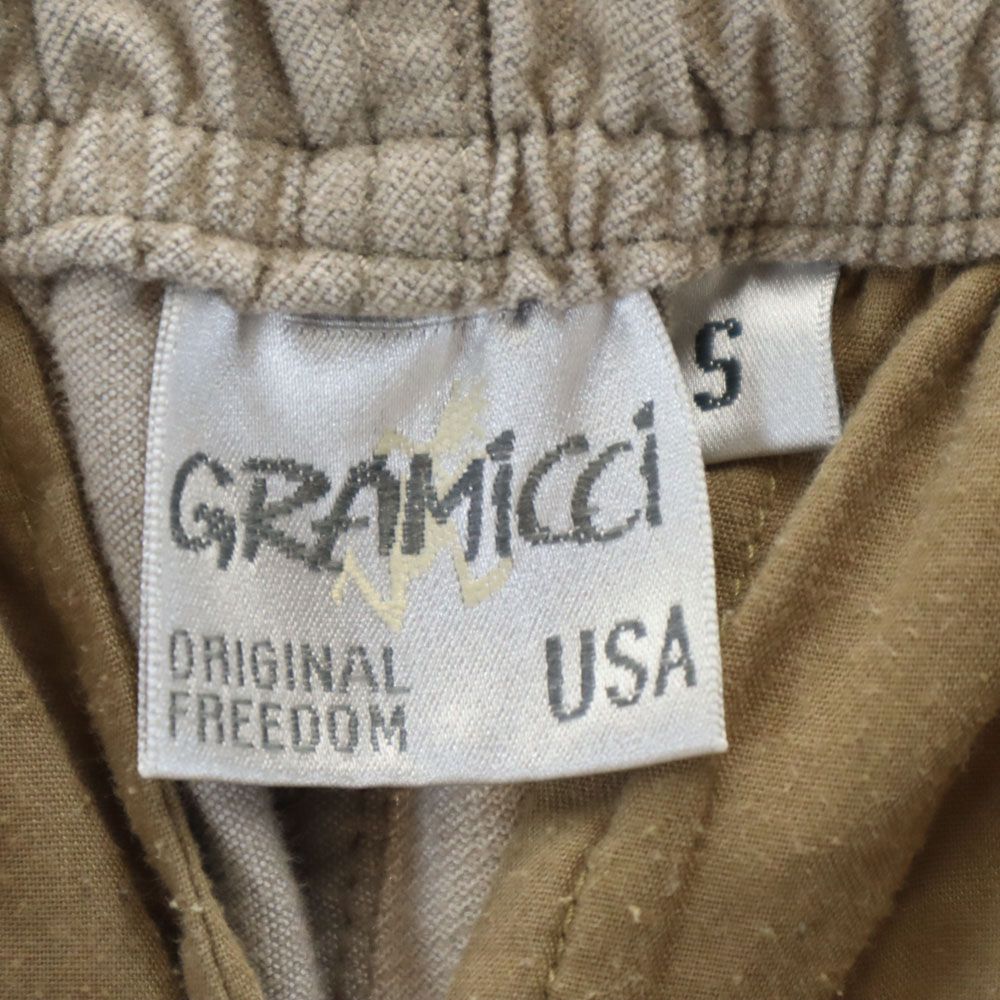 S
GRAMiCCi
ORIGINAL
FREEDOM
USA